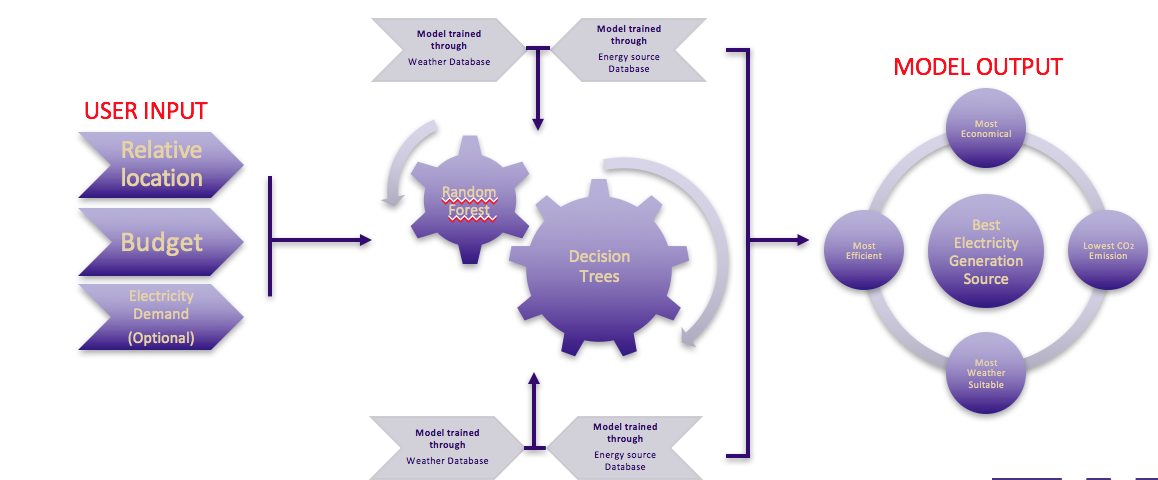 USER INPUT
Relative
location
Budget
Electricity
Demand
(Optional)
Model trained
through
Weather Database
Model trained
through
Energy source
Database
Random
Forest
Decision
Trees
Model trained
through
Weather Database
Model trained
through
Energy source
Database
MODEL OUTPUT
Most
Economical
Most
Efficient
Best
Electricity
Generation
Source
Lowest CO₂
Emission
Most
Weather
Suitable